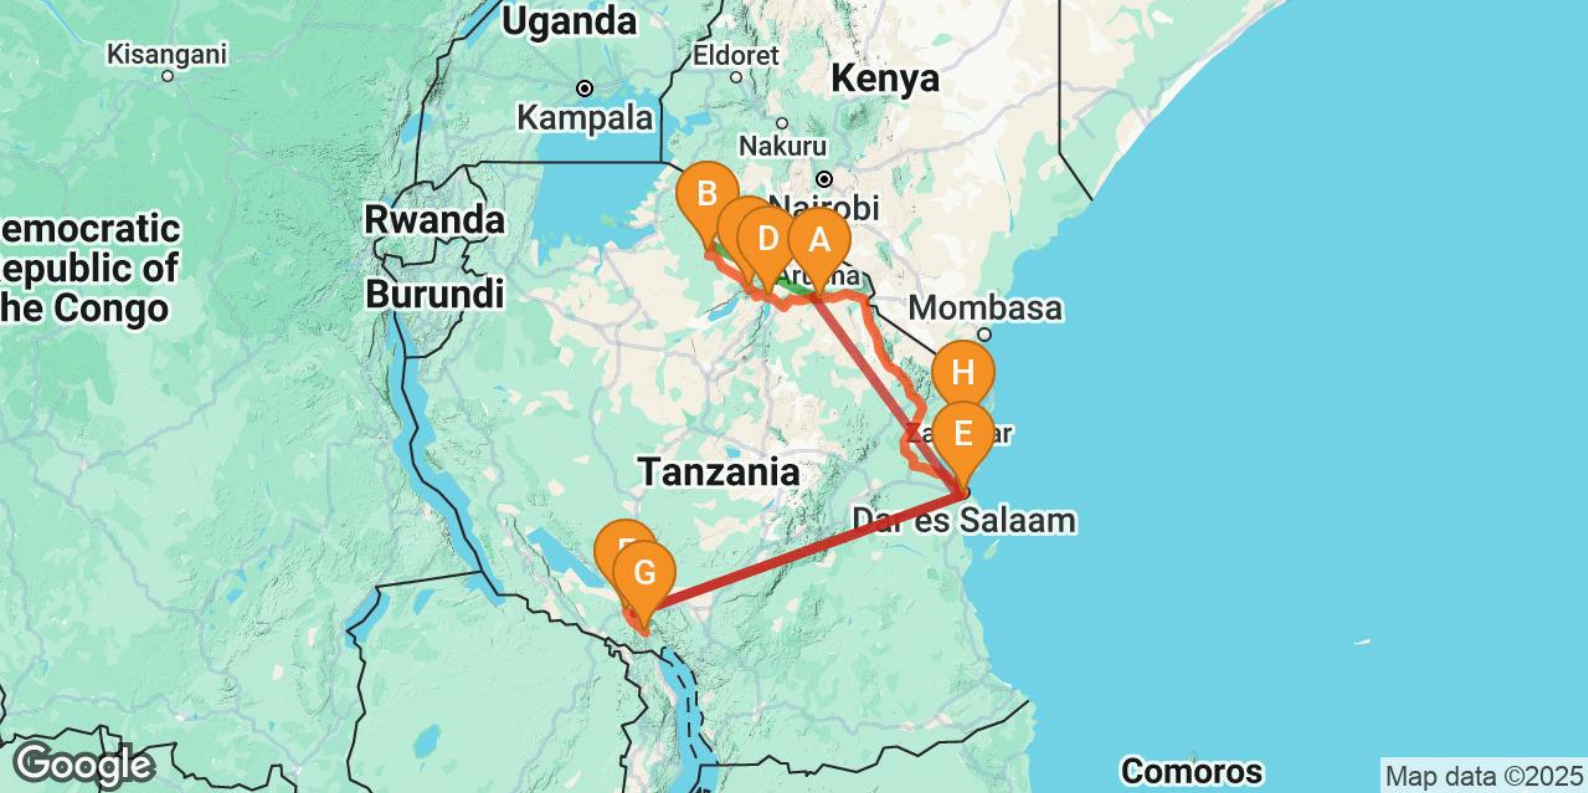 Uganda
Kisangani
Eldoret
Kenya
Kampala
Nakuru
B
Nairobi
Rwanda
emocratic
epublic of
he Congo
D
A
Burundi
Mombasa
H
E
Tanzania
Dar es Salaam
G
Comoros
Google
Map data ©2025